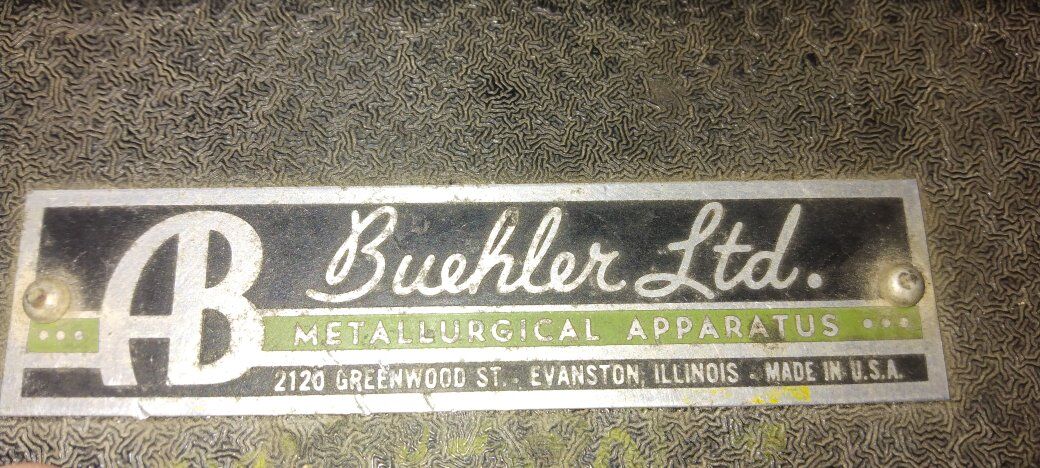 AB
Buehler Ltd.
METALLURGICAL APPARATUS
2120 GREENWOOD ST. - EVANSTON, ILLINOIS - MADE IN U.S.A.